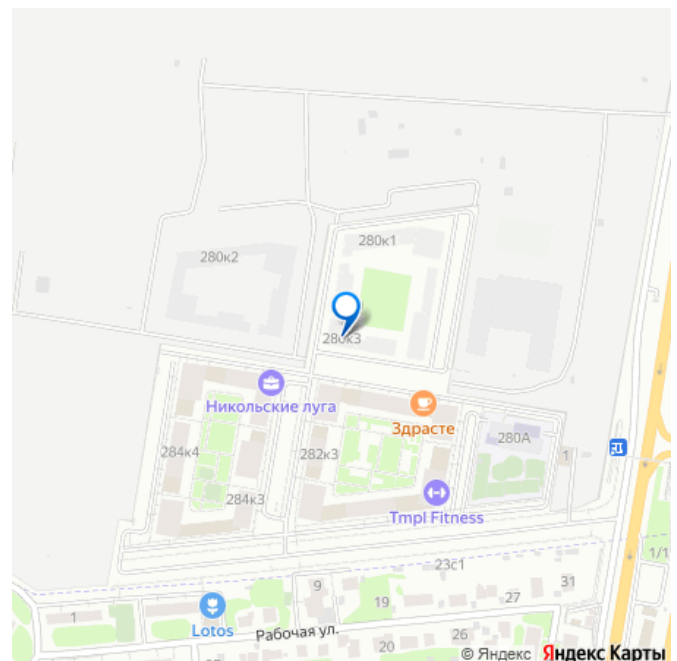 280к1
280к2
280к3
Никольские луга
Здрасте
284к4
282к3
280А
1
284к3
Tmpl Fitness
23с1
1/1
9
31
1
19
27
Lotos
Рабочая ул.
20
26
© Яндекс Яндекс Карты